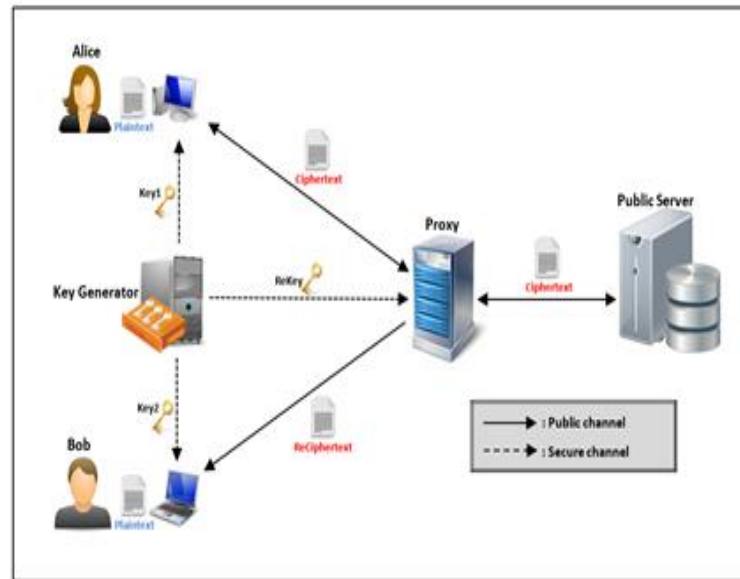 Alice
Plaintext
Ciphertext
Key1
Proxy
Public Server
Key Generator
ReKey
Ciphertext
Key2
ReCiphertext
Bob
Plaintext
: Public channel
: Secure channel